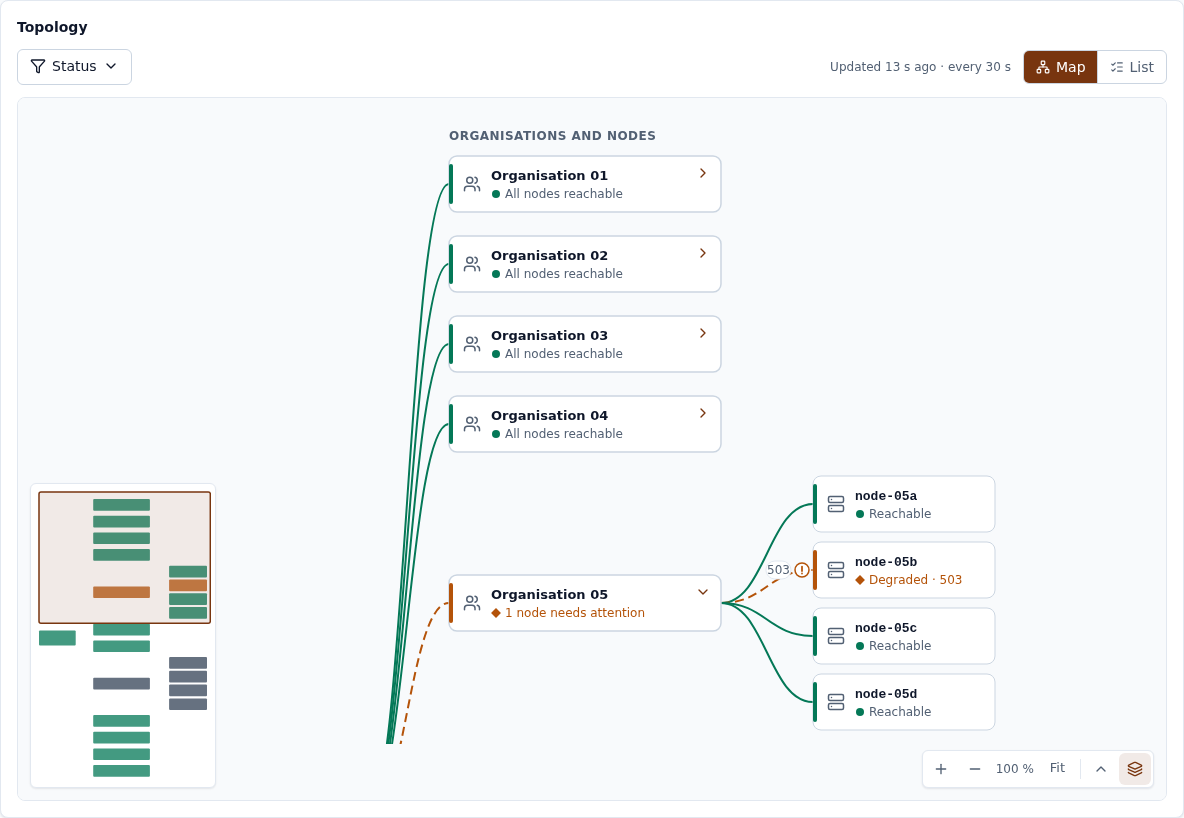 Topology
Status
Updated 13 s ago · every 30 s
Map
List
ORGANISATIONS AND NODES
Organisation 01
All nodes reachable
Organisation 02
All nodes reachable
Organisation 03
All nodes reachable
Organisation 04
All nodes reachable
node-05a
Reachable
503
node-05b
Degraded · 503
Organisation 05
1 node needs attention
node-05c
Reachable
node-05d
Reachable
100 %
Fit